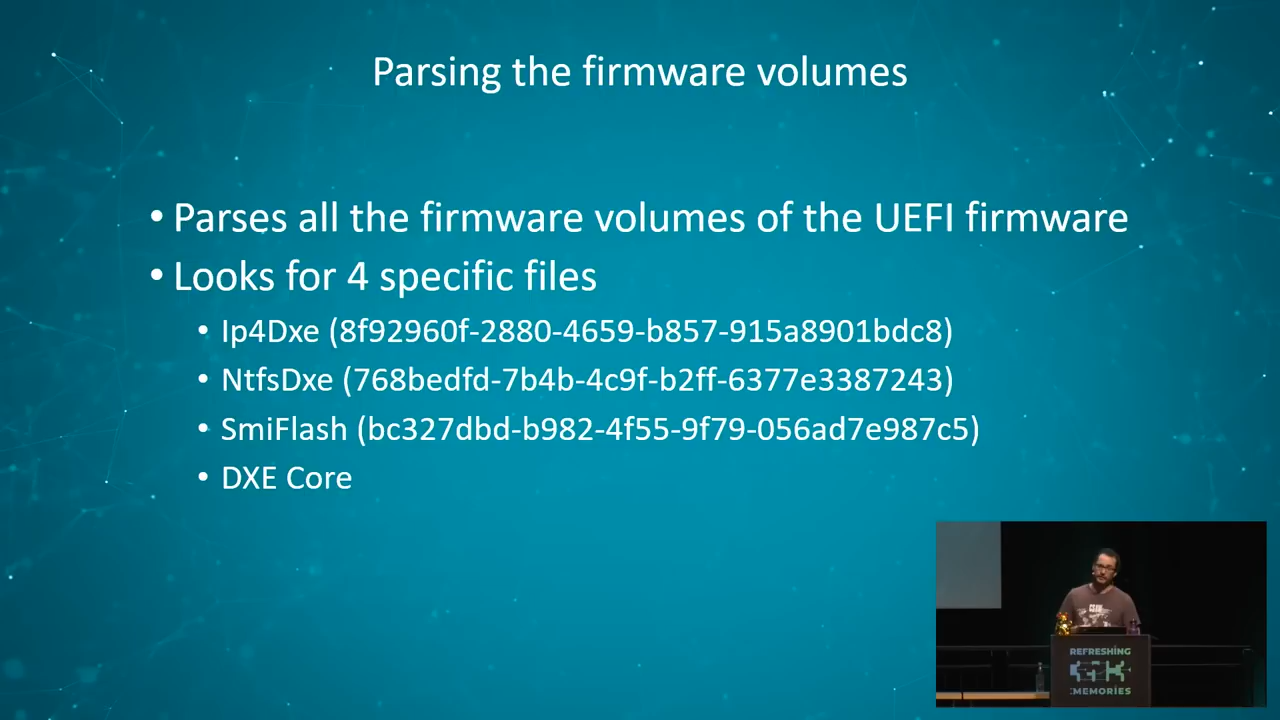 Parsing the firmware volumes
• Parses all the firmware volumes of the UEFI firmware
• Looks for 4 specific files
• Ip4Dxe (8f92960f-2880-4659-b857-915a8901bdc8)
• NtfsDxe (768bedfd-7b4b-4c9f-b2ff-6377e3387243)
• SmiFlash (bc327dbd-b982-4f55-9f79-056ad7e987c5)
• DXE Core
REFRESHING
:MEMORIES